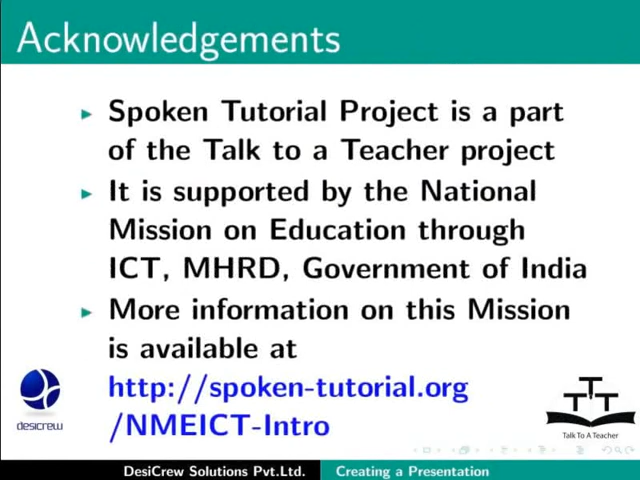 Acknowledgements
Spoken Tutorial Project is a part
of the Talk to a Teacher project
It is supported by the National
Mission on Education through
ICT, MHRD, Government of India
More information on this Mission
is available at
http://spoken-tutorial.org
/NMEICT-Intro
desicrew
TTT
Talk To A Teacher
DesiCrew Solutions Pvt.Ltd.
Creating a Presentation